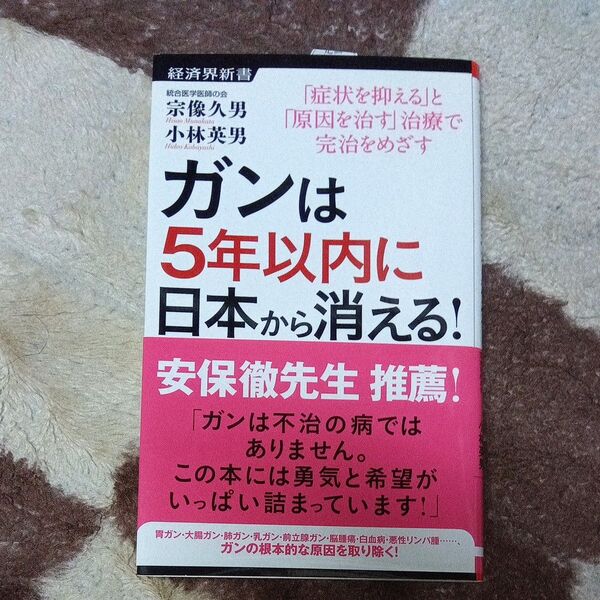 経済界新書
統合医学医師の会
宗像久男
Hisao Munakata
小林英男
Hideo Kobayashi
「症状を抑える」と
「原因を治す」治療で
完治をめざす
ガンは
5年以内に
日本から消える!
安保徹先生 推薦!
「ガンは不治の病では
ありません。
この本には勇気と希望が
いっぱい詰まっています!」
胃ガン・大腸ガン・肺ガン・乳ガン・前立腺ガン・脳腫瘍・白血病・悪性リンパ腫……、
ガンの根本的な原因を取り除く!